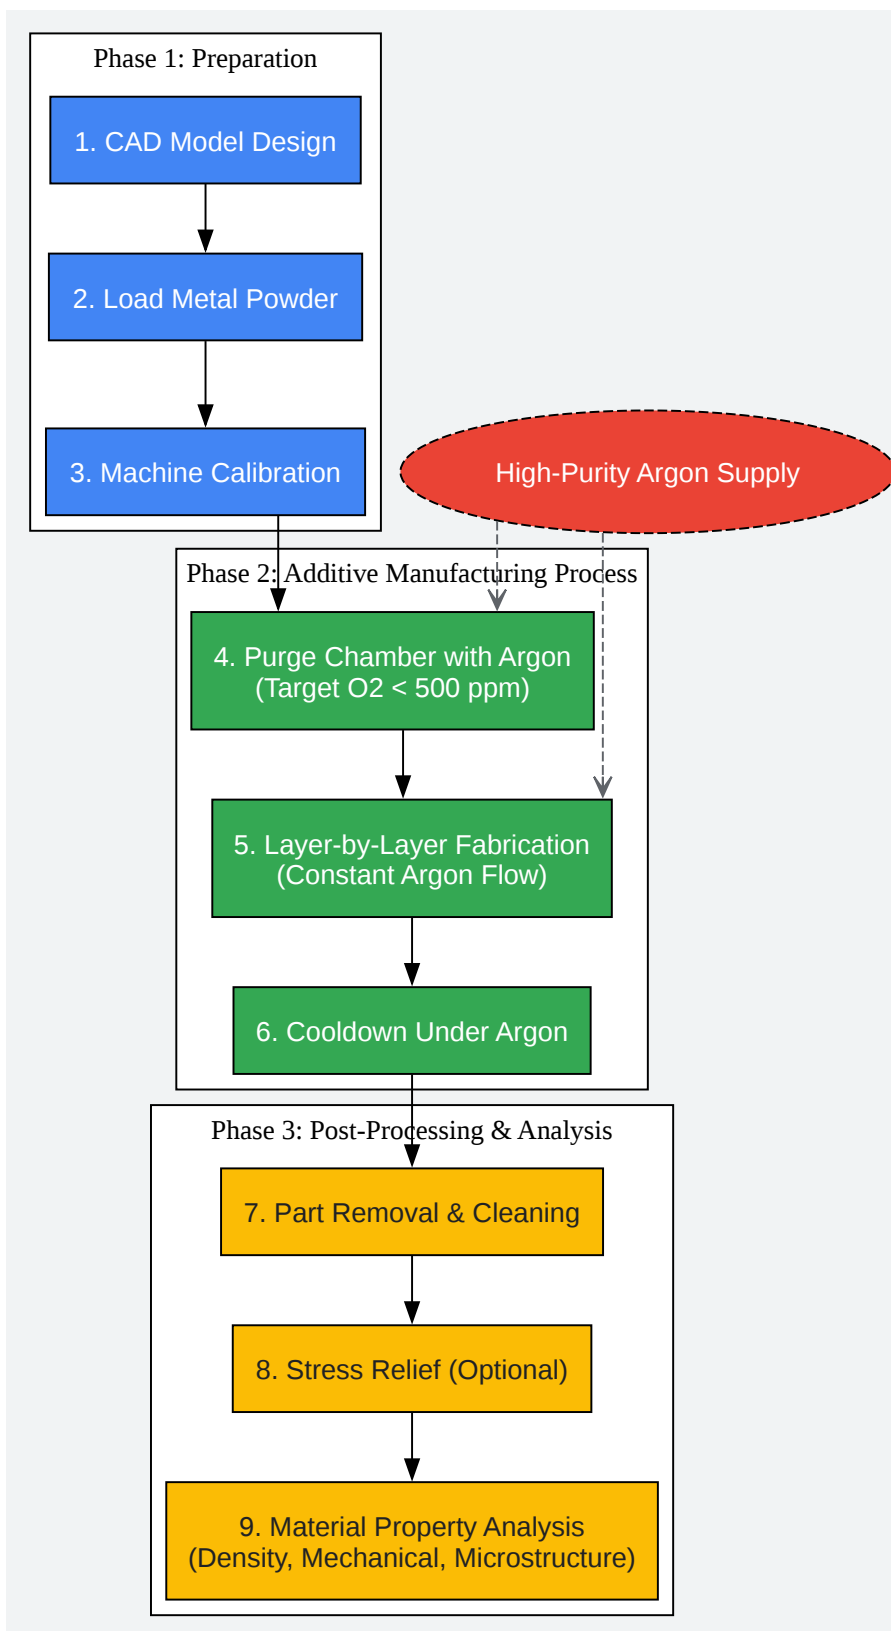 Phase 1: Preparation
1. CAD Model Design
2. Load Metal Powder
3. Machine Calibration
High-Purity Argon Supply
Phase 2: Additive Manufacturing Process
4. Purge Chamber with Argon
(Target O2 < 500 ppm)
5. Layer-by-Layer Fabrication
(Constant Argon Flow)
6. Cooldown Under Argon
Phase 3: Post-Processing & Analysis
7. Part Removal & Cleaning
8. Stress Relief (Optional)
9. Material Property Analysis
(Density, Mechanical, Microstructure)